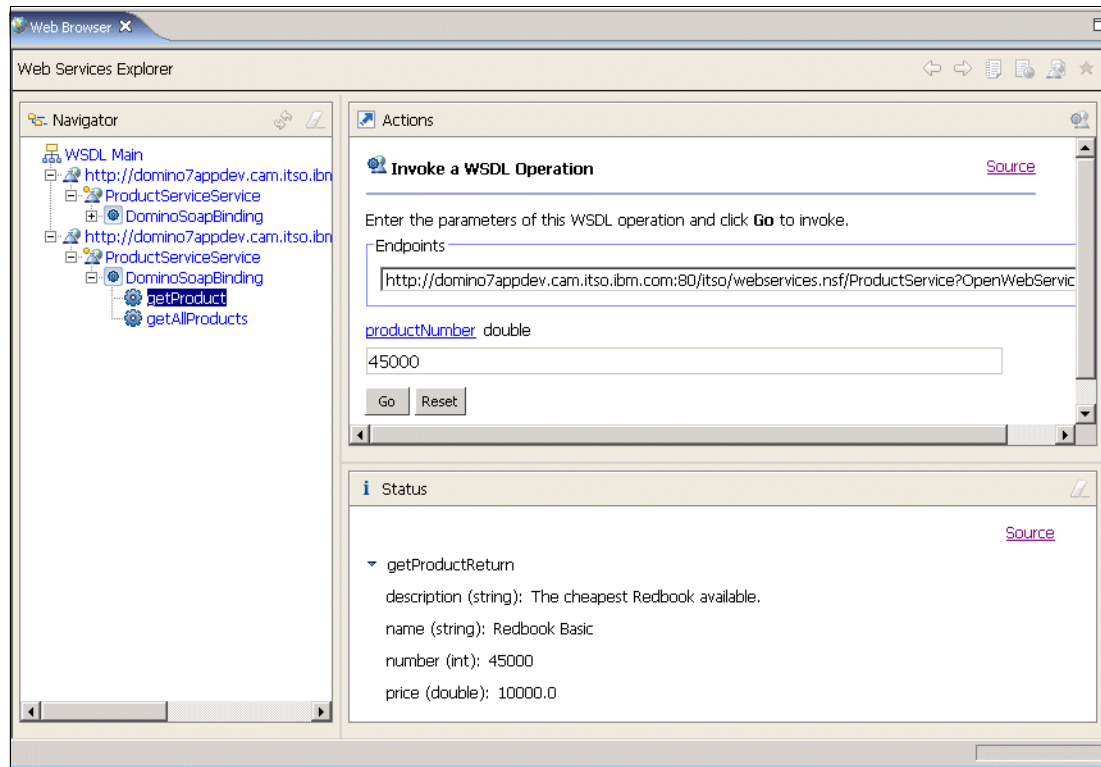 Web Browser
Web Services Explorer
Navigator
WSDL Main
http://domino7appdev.cam.itso.ibn
ProductServiceService
DominoSoapBinding
http://domino7appdev.cam.itso.ibn
ProductServiceService
DominoSoapBinding
getProduct
getAllProducts
Actions
Invoke a WSDL Operation Source
Enter the parameters of this WSDL operation and click Go to invoke.
Endpoints
http://domino7appdev.cam.itso.ibm.com:80/itso/webservices.nsf/ProductService?OpenWebServic
productNumber double
45000
Go Reset
i Status
Source
getProductReturn
description (string): The cheapest Redbook available.
name (string): Redbook Basic
number (int): 45000
price (double): 10000.0